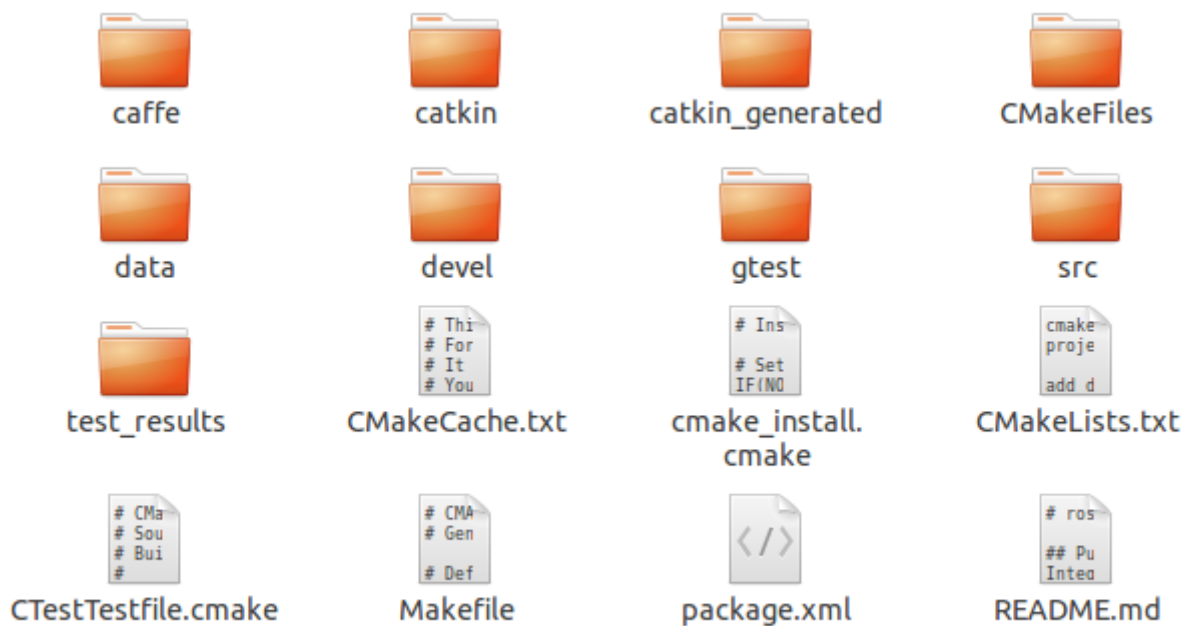 caffe
catkin
catkin_generated
CMakeFiles
data
devel
gtest
src
# Thi
# For
# It
# You
# Ins
# Set
IF(NO
cmake
proje
add d
test_results
CMakeCache.txt
cmake_install.
cmake
CMakeLists.txt
# CMa
# Sou
# Bui
#
# CMA
# Gen
# Def
</>
# ros
## Pu
Integ
CTestTestfile.cmake
Makefile
package.xml
README.md